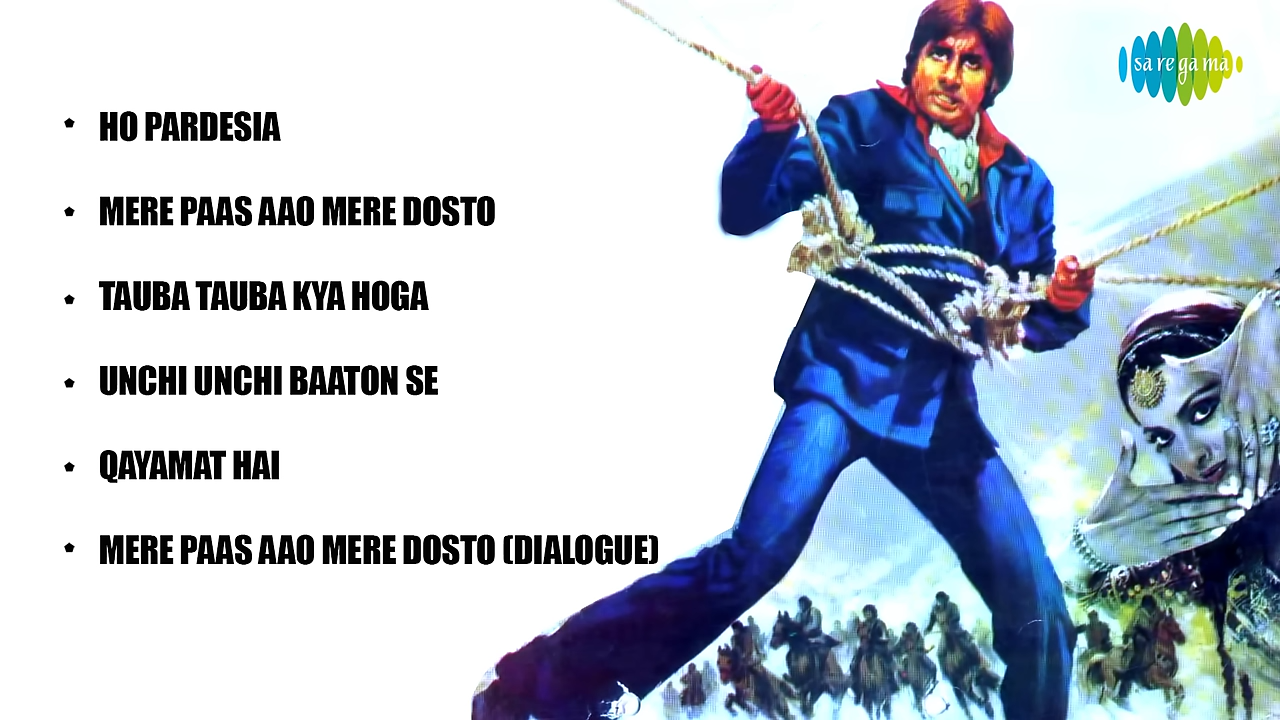 sa re ga ma
HO PARDESIA
MERE PAAS AAO MERE DOSTO
TAUBA TAUBA KYA HOGA
UNCHI UNCHI BAATON SE
QAYAMAT HAI
MERE PAAS AAO MERE DOSTO (DIALOGUE)